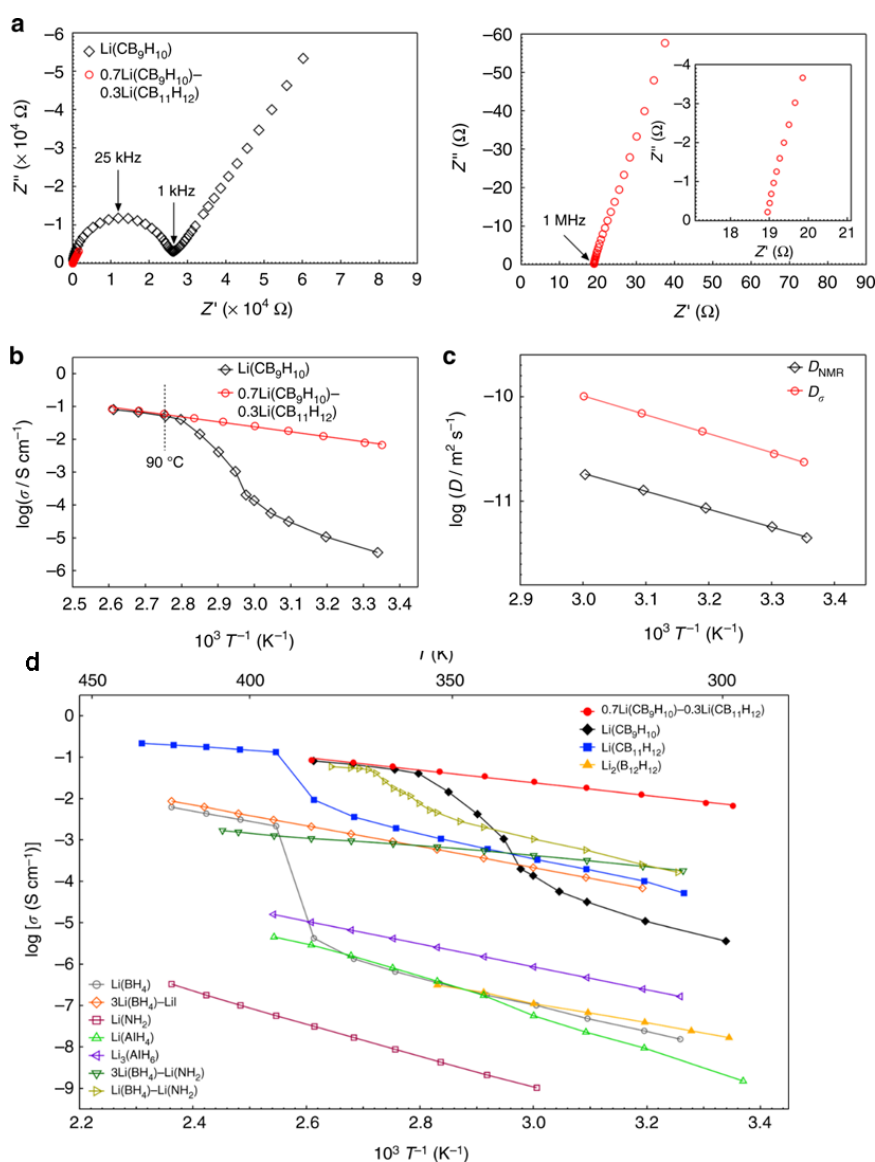 a
−6
−5
−4
−3
−2
−1
0
Z″ (× 10⁴ Ω)
Li(CB₉H₁₀)
0.7Li(CB₉H₁₀)−
0.3Li(CB₁₁H₁₂)
25 kHz
1 kHz
0 1 2 3 4 5 6 7 8 9
Z′ (× 10⁴ Ω)
−60
−50
−40
−30
−20
−10
0
Z″ (Ω)
1 MHz
0 10 20 30 40 50 60 70 80 90
Z′ (Ω)
−4
−3
−2
−1
0
Z″ (Ω)
18 19 20 21
Z′ (Ω)
b
0
−1
−2
−3
−4
−5
−6
log(σ / S cm⁻¹)
Li(CB₉H₁₀)
0.7Li(CB₉H₁₀)−
0.3Li(CB₁₁H₁₂)
90 °C
2.5 2.6 2.7 2.8 2.9 3.0 3.1 3.2 3.3 3.4
10³ T⁻¹ (K⁻¹)
c
−10
−11
log (D / m² s⁻¹)
D_NMR
D_σ
2.9 3.0 3.1 3.2 3.3 3.4
10³ T⁻¹ (K⁻¹)
d
450 400 350 300
0
−1
−2
−3
−4
−5
−6
−7
−8
−9
log [σ (S cm⁻¹)]
0.7Li(CB₉H₁₀)−0.3Li(CB₁₁H₁₂)
Li(CB₉H₁₀)
Li(CB₁₁H₁₂)
Li₂(B₁₂H₁₂)
Li(BH₄)
3Li(BH₄)−LiI
Li(NH₂)
Li(AlH₄)
Li₃(AlH₆)
3Li(BH₄)−Li(NH₂)
Li(BH₄)−Li(NH₂)
2.2 2.4 2.6 2.8 3.0 3.2 3.4
10³ T⁻¹ (K⁻¹)